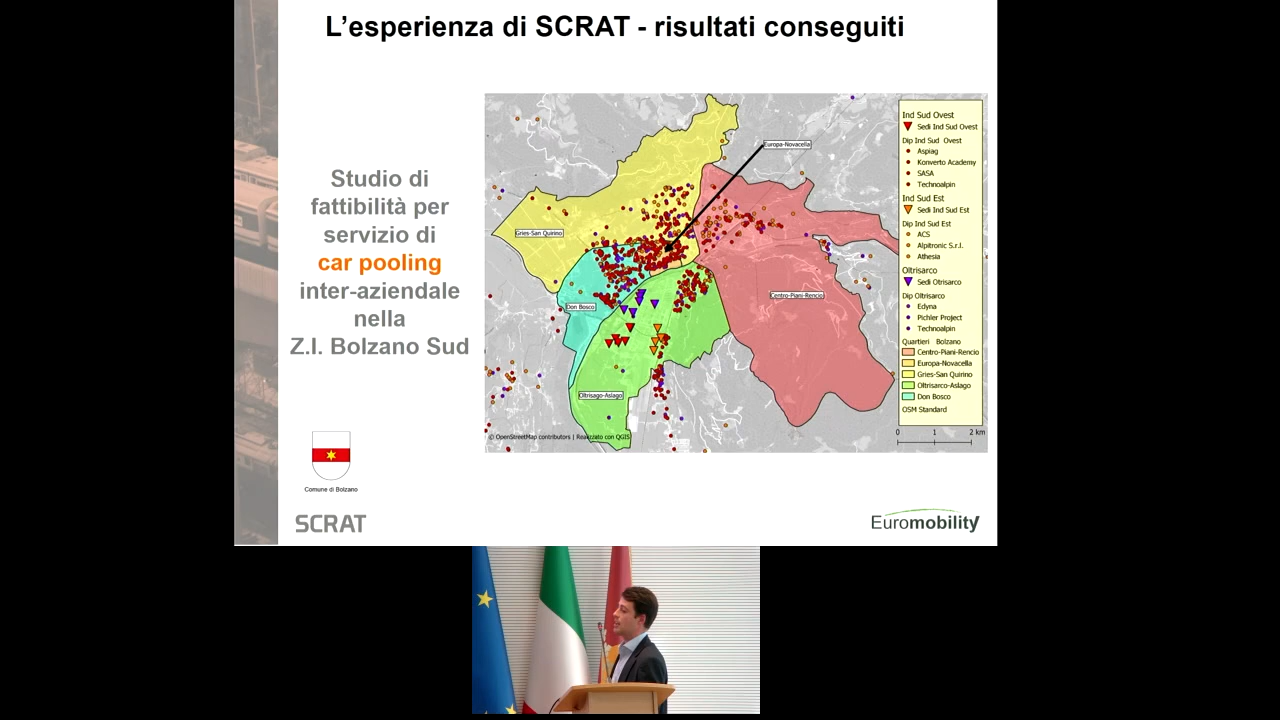 L'esperienza di SCRAT - risultati conseguiti
Studio di
fattibilità per
servizio di
car pooling
inter-aziendale
nella
Z.I. Bolzano Sud
Comune di Bolzano
SCRAT
Europa-Novacella
Gries-San Quirino
Don Bosco
Centro-Piani-Rencio
Oltrisago-Aslago
© OpenStreetMap contributors | Realizzato con QGIS
Ind Sud Ovest
Sedi Ind Sud Ovest
Dip Ind Sud Ovest
Aspiag
Konverto Academy
SASA
Technoalpin
Ind Sud Est
Sedi Ind Sud Est
Dip Ind Sud Est
ACS
Alpitronic S.r.l.
Athesia
Oltrisarco
Sedi Otrisarco
Dip Oltrisarco
Edyna
Pichler Project
Technoalpin
Quartieri Bolzano
Centro-Piani-Rencio
Europa-Novacella
Gries-San Quirino
Oltrisarco-Aslago
Don Bosco
OSM Standard
0 1 2 km
Euromobility